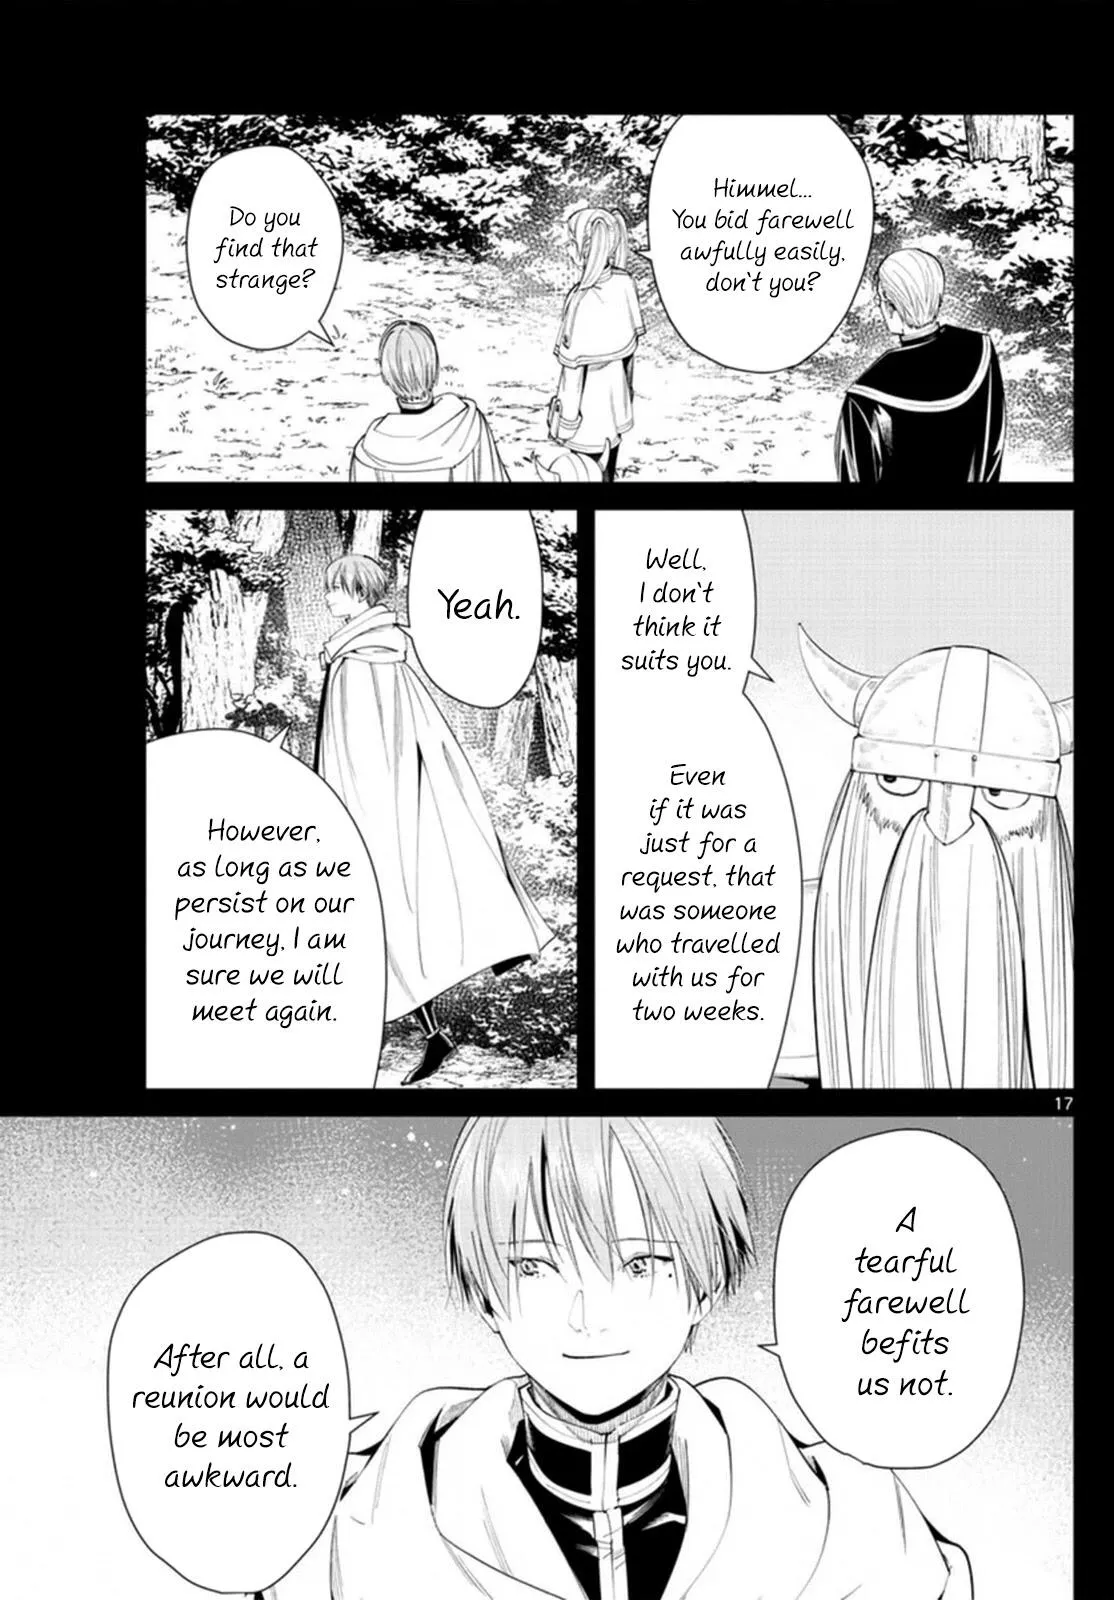 Himmel...
You bid farewell
awfully easily,
don't you?
Do you
find that
strange?
Well,
I don't
think it
suits you.
Even
if it was
just for a
request, that
was someone
who travelled
with us for
two weeks.
Yeah.
However,
as long as we
persist on our
journey, I am
sure we will
meet again.
17
A
tearful
farewell
befits
us not.
After all, a
reunion would
be most
awkward.